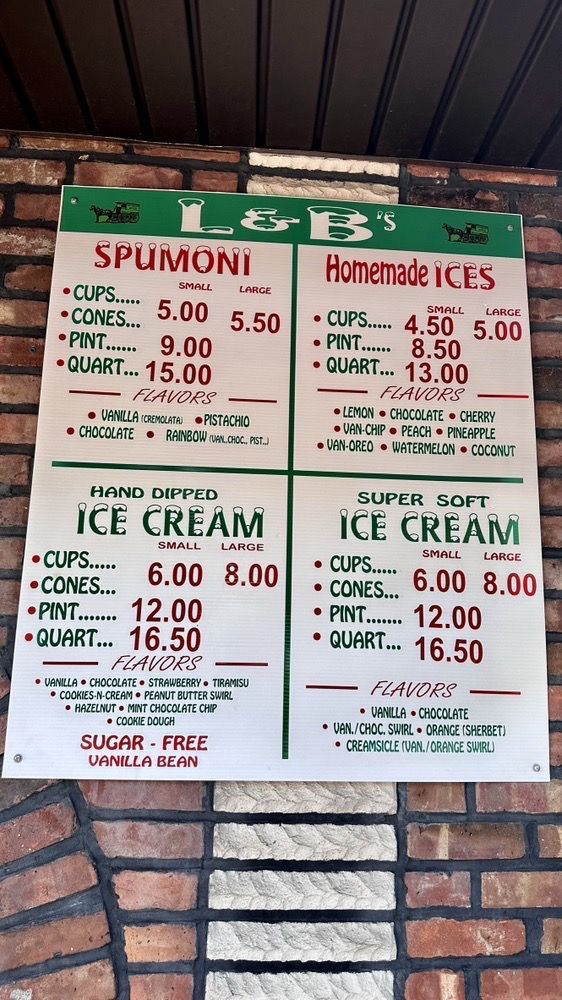 L&B's
SPUMONI
SMALL LARGE
• CUPS.....
• CONES...
5.00 5.50
• PINT....... 9.00
• QUART... 15.00
FLAVORS
• VANILLA (CREMOLATA) • PISTACHIO
• CHOCOLATE • RAINBOW (VAN., CHOC., PIST..)
Homemade ICES
SMALL LARGE
• CUPS..... 4.50 5.00
• PINT....... 8.50
• QUART... 13.00
FLAVORS
• LEMON • CHOCOLATE • CHERRY
• VAN-CHIP • PEACH • PINEAPPLE
• VAN-OREO • WATERMELON • COCONUT
HAND DIPPED
ICE CREAM
SMALL LARGE
• CUPS.....
• CONES...
6.00 8.00
• PINT........ 12.00
• QUART... 16.50
FLAVORS
• VANILLA • CHOCOLATE • STRAWBERRY • TIRAMISU
• COOKIES-N-CREAM • PEANUT BUTTER SWIRL
• HAZELNUT • MINT CHOCOLATE CHIP
• COOKIE DOUGH
SUGAR - FREE
VANILLA BEAN
SUPER SOFT
ICE CREAM
SMALL LARGE
• CUPS.....
• CONES...
6.00 8.00
• PINT........ 12.00
• QUART... 16.50
FLAVORS
• VANILLA • CHOCOLATE
• VAN./CHOC. SWIRL • ORANGE (SHERBET)
• CREAMSICLE (VAN./ORANGE SWIRL)